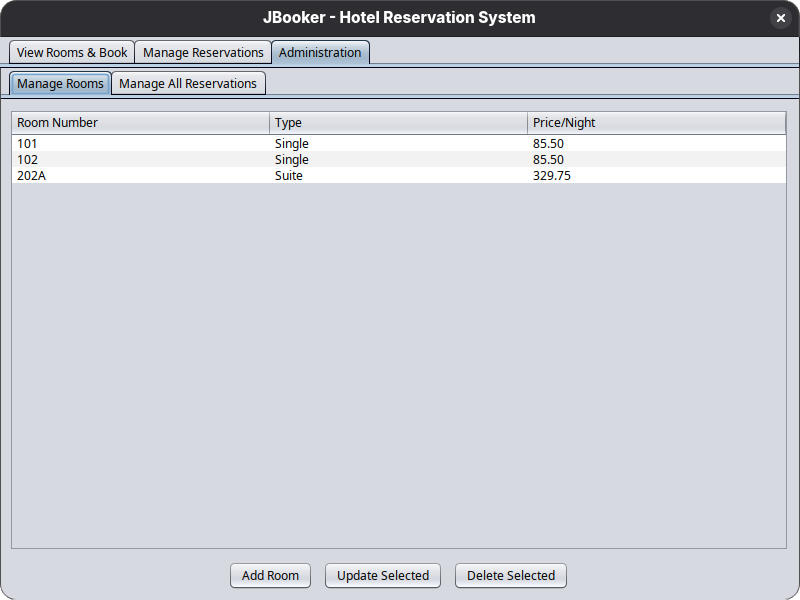 JBooker - Hotel Reservation System
View Rooms & Book Manage Reservations Administration
Manage Rooms Manage All Reservations
Room Number Type Price/Night
101 Single 85.50
102 Single 85.50
202A Suite 329.75
Add Room Update Selected Delete Selected